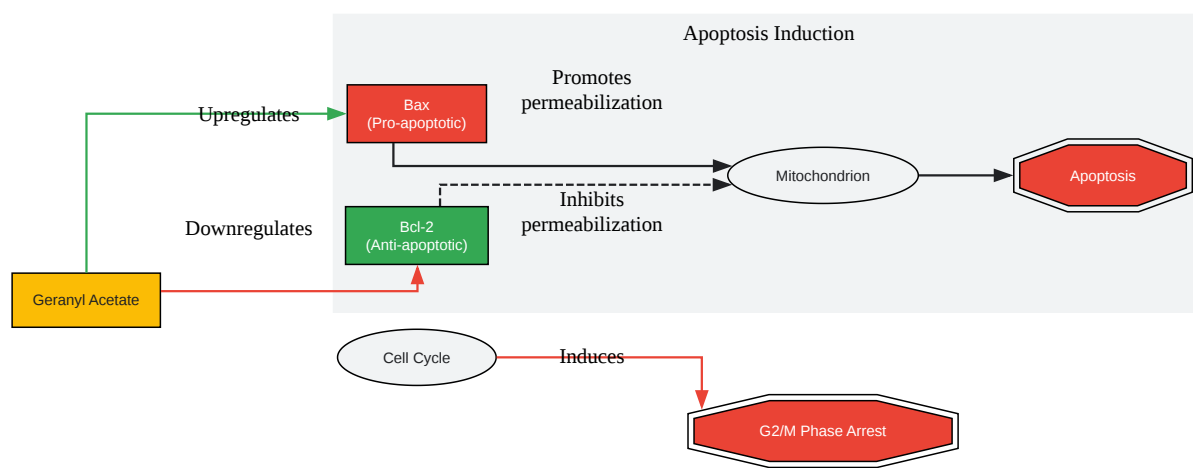 Apoptosis Induction
Promotes
permeabilization
Upregulates
Bax
(Pro-apoptotic)
Mitochondrion
Apoptosis
Inhibits
permeabilization
Downregulates
Bcl-2
(Anti-apoptotic)
Geranyl Acetate
Cell Cycle
Induces
G2/M Phase Arrest